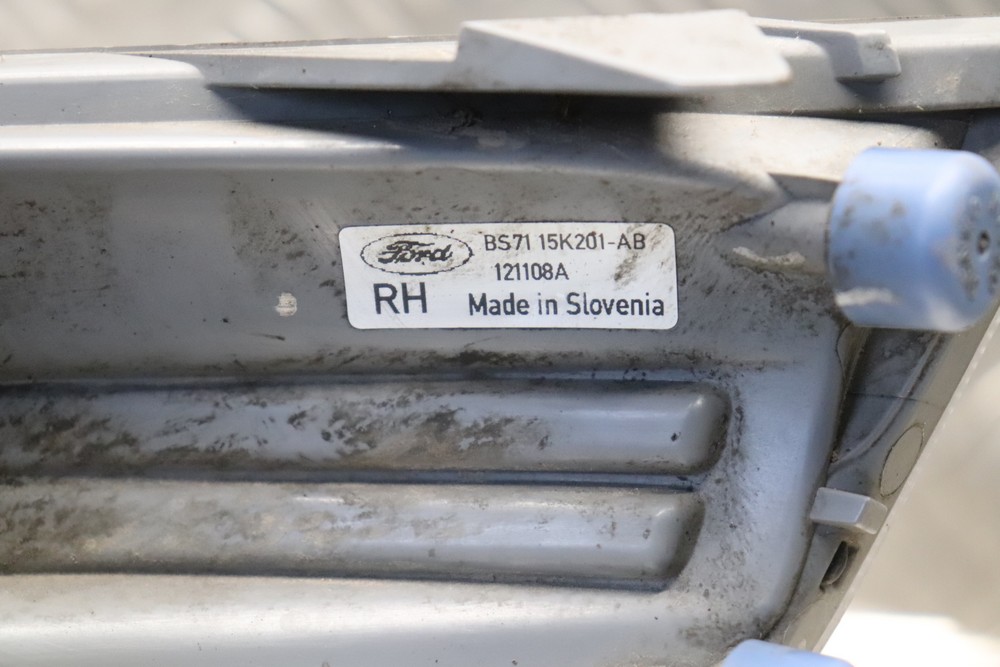 Ford BS71 15K201-AB
121108A
RH Made in Slovenia